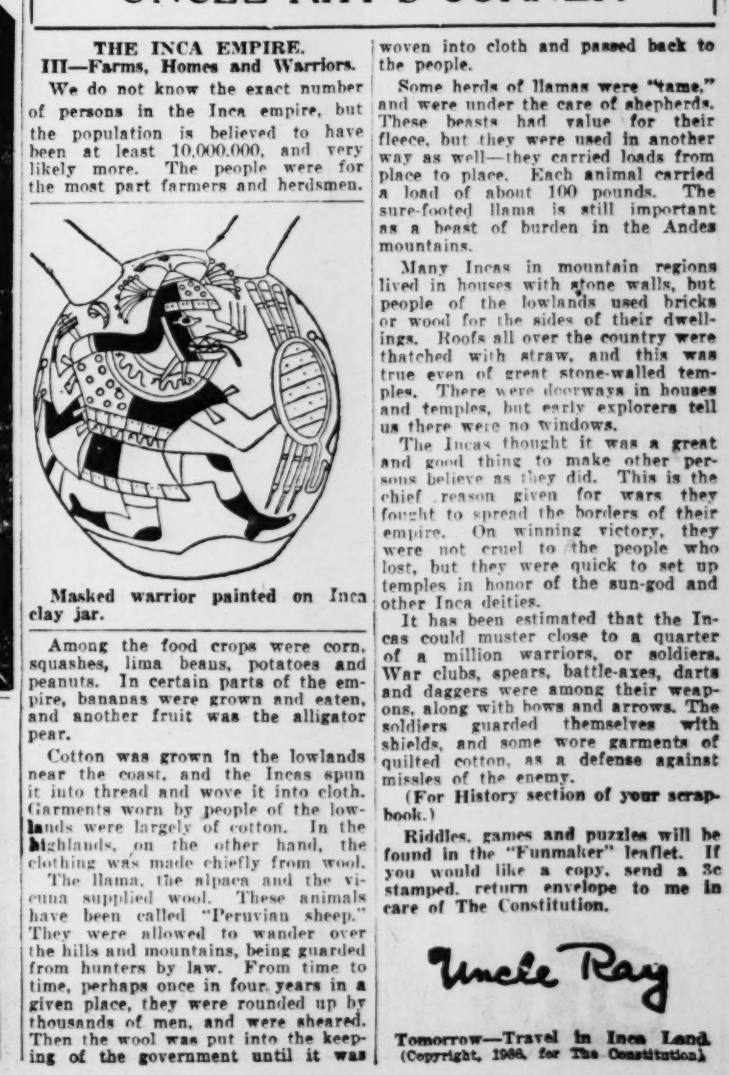 UNCLE RAY'S CORNER
THE INCA EMPIRE.
III—Farms, Homes and Warriors.
We do not know the exact number
of persons in the Inca empire, but
the population is believed to have
been at least 10,000,000, and very
likely more. The people were for
the most part farmers and herdsmen.
Masked warrior painted on Inca
clay jar.
Among the food crops were corn,
squashes, lima beans, potatoes and
peanuts. In certain parts of the em-
pire, bananas were grown and eaten,
and another fruit was the alligator
pear.
Cotton was grown in the lowlands
near the coast, and the Incas spun
it into thread and wove it into cloth.
Garments worn by people of the low-
lands were largely of cotton. In the
highlands, on the other hand, the
clothing was made chiefly from wool.
The llama, the alpaca and the vi-
cuna supplied wool. These animals
have been called "Peruvian sheep."
They were allowed to wander over
the hills and mountains, being guarded
from hunters by law. From time to
time, perhaps once in four years in a
given place, they were rounded up by
thousands of men, and were sheared.
Then the wool was put into the keep-
ing of the government until it was
woven into cloth and passed back to
the people.
Some herds of llamas were "tame,"
and were under the care of shepherds.
These beasts had value for their
fleece, but they were used in another
way as well—they carried loads from
place to place. Each animal carried
a load of about 100 pounds. The
sure-footed llama is still important
as a beast of burden in the Andes
mountains.
Many Incas in mountain regions
lived in houses with stone walls, but
people of the lowlands used bricks
or wood for the sides of their dwell-
ings. Roofs all over the country were
thatched with straw, and this was
true even of great stone-walled tem-
ples. There were doorways in houses
and temples, but early explorers tell
us there were no windows.
The Incas thought it was a great
and good thing to make other per-
sons believe as they did. This is the
chief reason given for wars they
fought to spread the borders of their
empire. On winning victory, they
were not cruel to the people who
lost, but they were quick to set up
temples in honor of the sun-god and
other Inca deities.
It has been estimated that the In-
cas could muster close to a quarter
of a million warriors, or soldiers.
War clubs, spears, battle-axes, darts
and daggers were among their weap-
ons, along with bows and arrows. The
soldiers guarded themselves with
shields, and some wore garments of
quilted cotton, as a defense against
missles of the enemy.
(For History section of your scrap-
book.)
Riddles, games and puzzles will be
found in the "Funmaker" leaflet. If
you would like a copy, send a 3c
stamped, return envelope to me in
care of The Constitution.
Uncle Ray
Tomorrow—Travel in Inca Land.
(Copyright, 1936, for The Constitution)